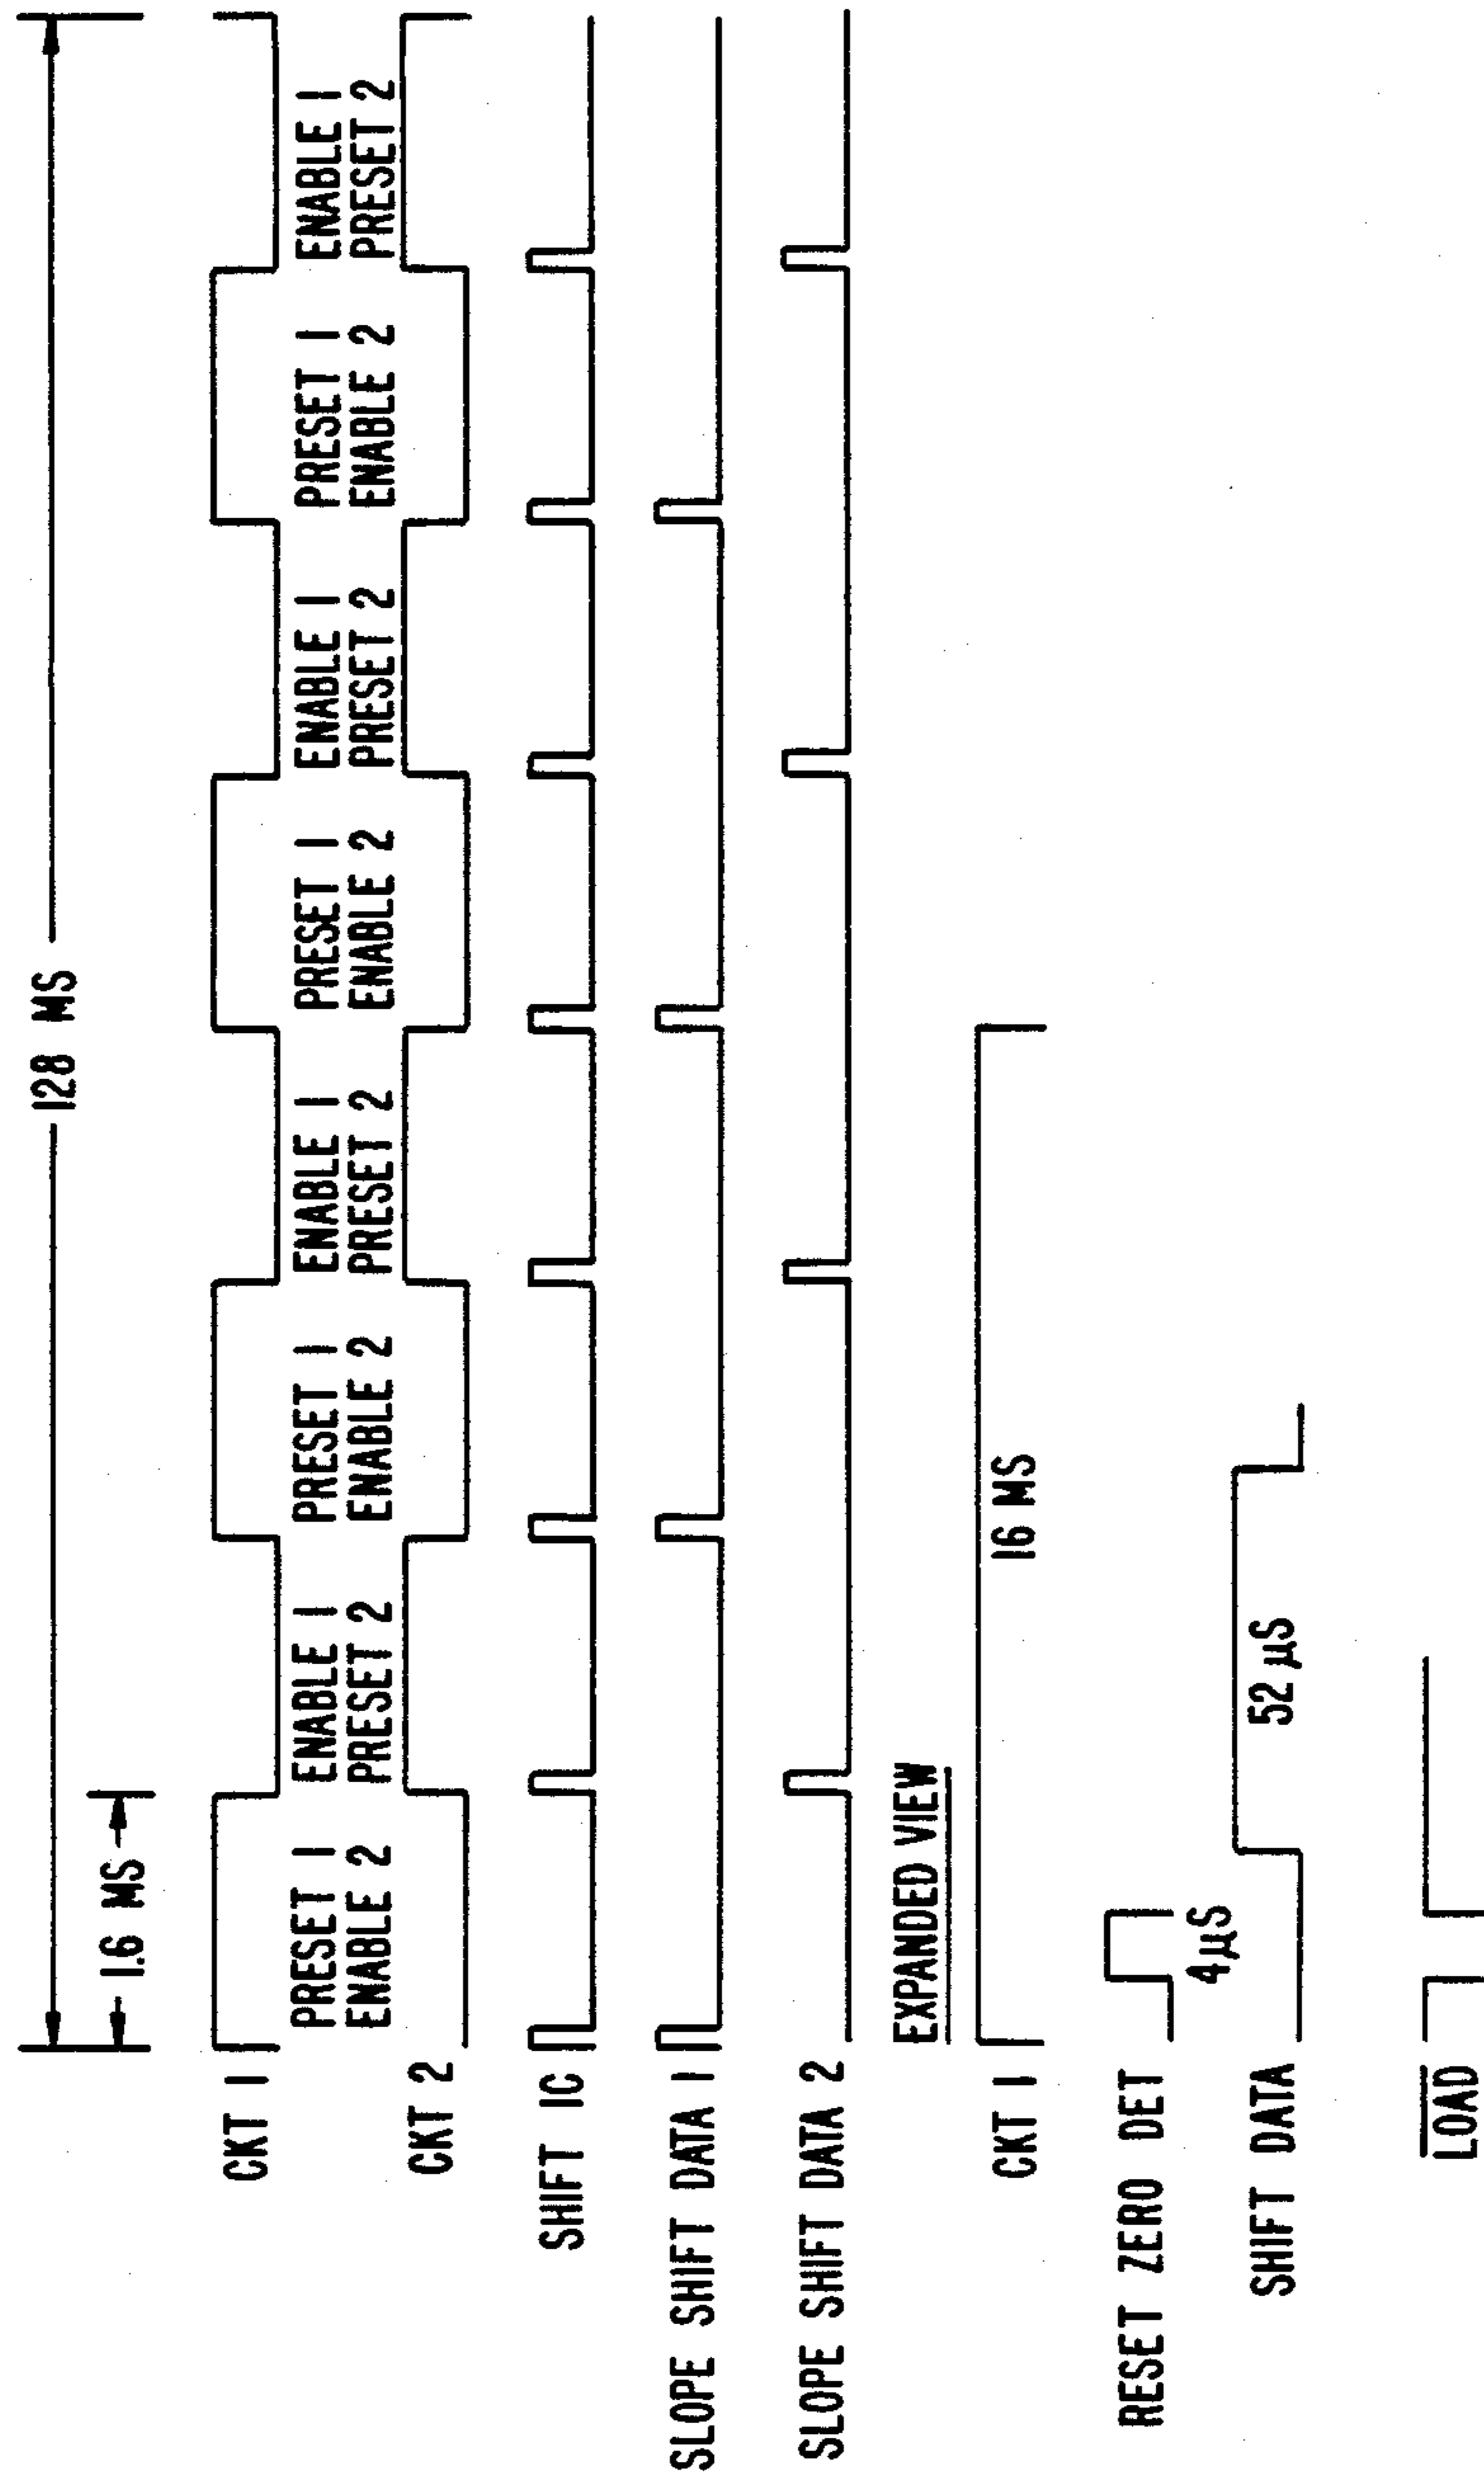 128 MS
1.6 MS
CKT 1
PRESET 1
ENABLE 2
ENABLE 1
PRESET 2
PRESET 1
ENABLE 2
ENABLE 1
PRESET 2
PRESET 1
ENABLE 2
ENABLE 1
PRESET 2
PRESET 1
ENABLE 2
ENABLE 1
PRESET 2
CKT 2
SHIFT IC
SLOPE SHIFT DATA 1
SLOPE SHIFT DATA 2
EXPANDED VIEW
CKT 1
16 MS
RESET ZERO DET
4 µS
SHIFT DATA
52 µS
LOAD